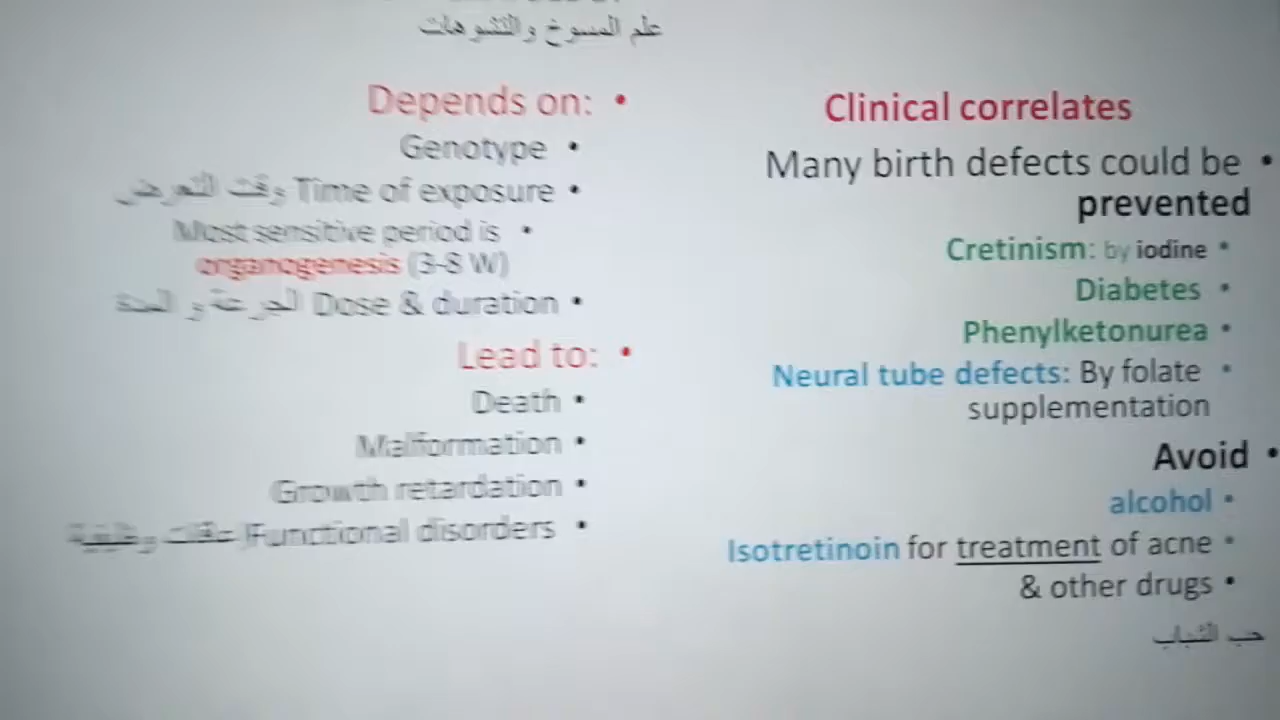 علم المسوخ والتشوهات
Depends on:
Genotype
Time of exposure وقت التعرض
Most sensitive period is
organogenesis (3-8 W)
Dose & duration الجرعة و المدة
Lead to:
Death
Malformation
Growth retardation
Functional disorders إعاقات وظيفية
Clinical correlates
Many birth defects could be
prevented
Cretinism: by iodine
Diabetes
Phenylketonurea
Neural tube defects: By folate
supplementation
Avoid
alcohol
Isotretinoin for treatment of acne
& other drugs
حب الشباب